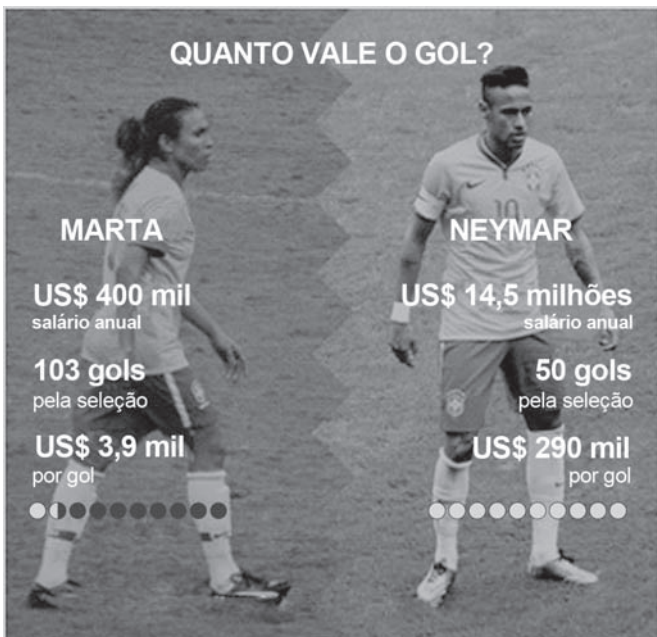 QUANTO VALE O GOL?
MARTA
US$ 400 mil
salário anual
103 gols
pela seleção
US$ 3,9 mil
por gol
NEYMAR
10
US$ 14,5 milhões
salário anual
50 gols
pela seleção
US$ 290 mil
por gol